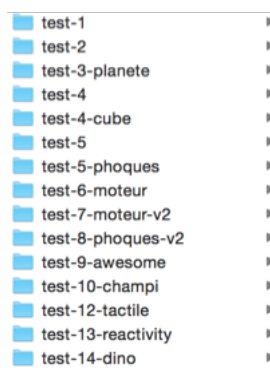 test-1
test-2
test-3-planete
test-4
test-4-cube
test-5
test-5-phoques
test-6-moteur
test-7-moteur-v2
test-8-phoques-v2
test-9-awesome
test-10-champi
test-12-tactile
test-13-reactivity
test-14-dino